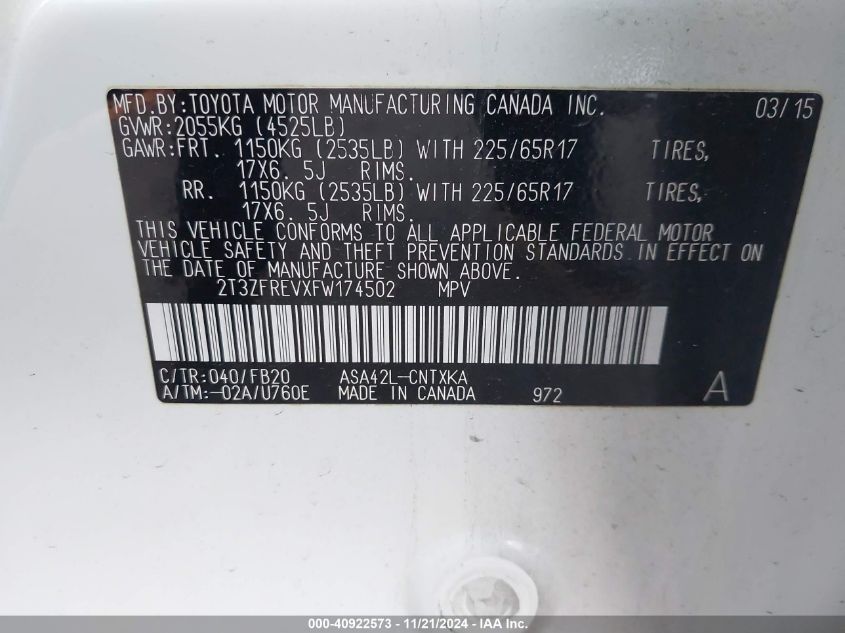 MFD.BY:TOYOTA MOTOR MANUFACTURING CANADA INC. 03/15
GVWR:2055KG (4525LB)
GAWR:FRT. 1150KG (2535LB) WITH 225/65R17 TIRES,
17X6. 5J RIMS.
RR. 1150KG (2535LB) WITH 225/65R17 TIRES,
17X6. 5J RIMS.
THIS VEHICLE CONFORMS TO ALL APPLICABLE FEDERAL MOTOR
VEHICLE SAFETY AND THEFT PREVENTION STANDARDS IN EFFECT ON
THE DATE OF MANUFACTURE SHOWN ABOVE.
2T3ZFREVXFW174502 MPV
C/TR:040/FB20 ASA42L-CNTXKA
A/TM:-02A/U760E MADE IN CANADA 972 A
000-40922573 - 11/21/2024 - IAA Inc.